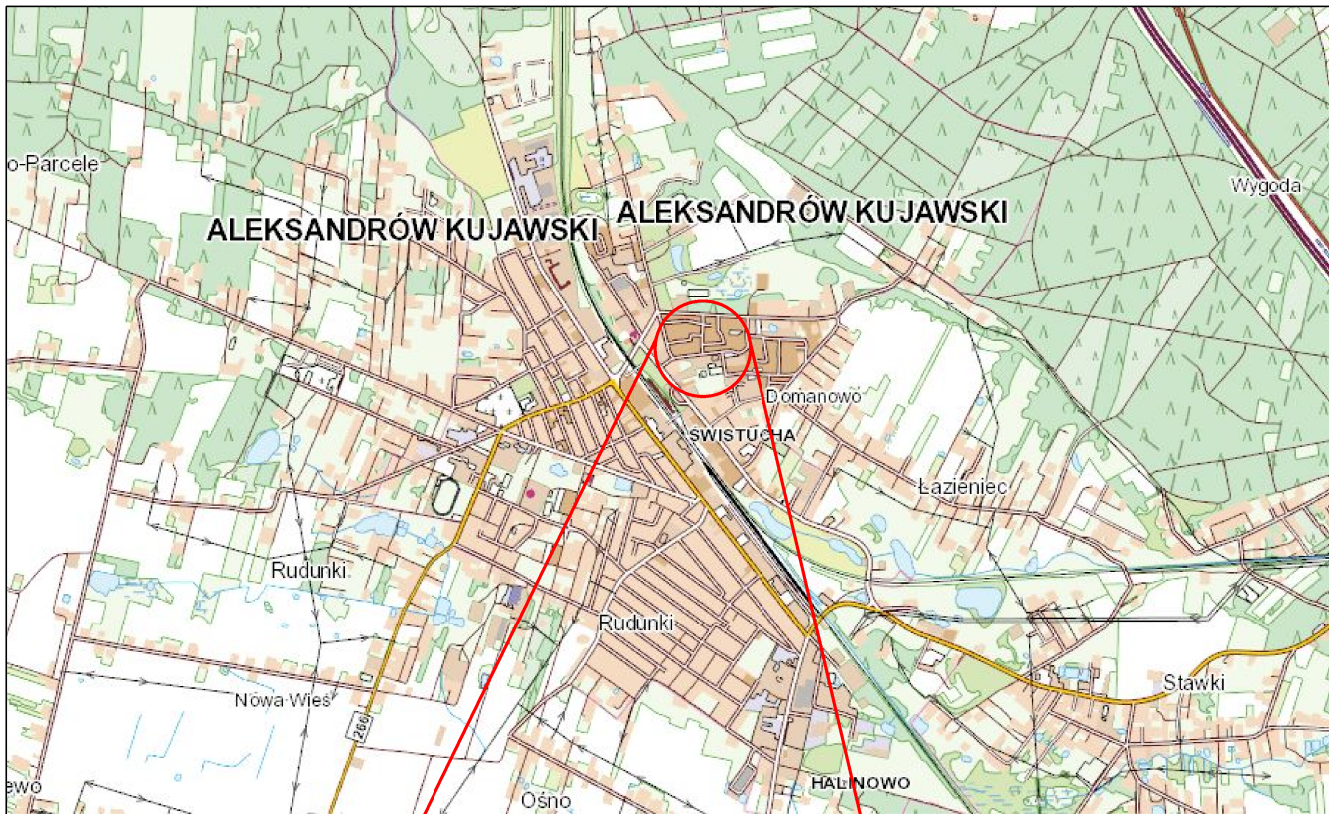 o-Parcele
Wygoda
ALEKSANDRÓW KUJAWSKI
ALEKSANDRÓW KUJAWSKI
Domanowo
ŚWISTUCHA
Łazieniec
Rudunki
Rudunki
Stawki
Nowa Wieś
266
HALINOWO
ewo
Ośno